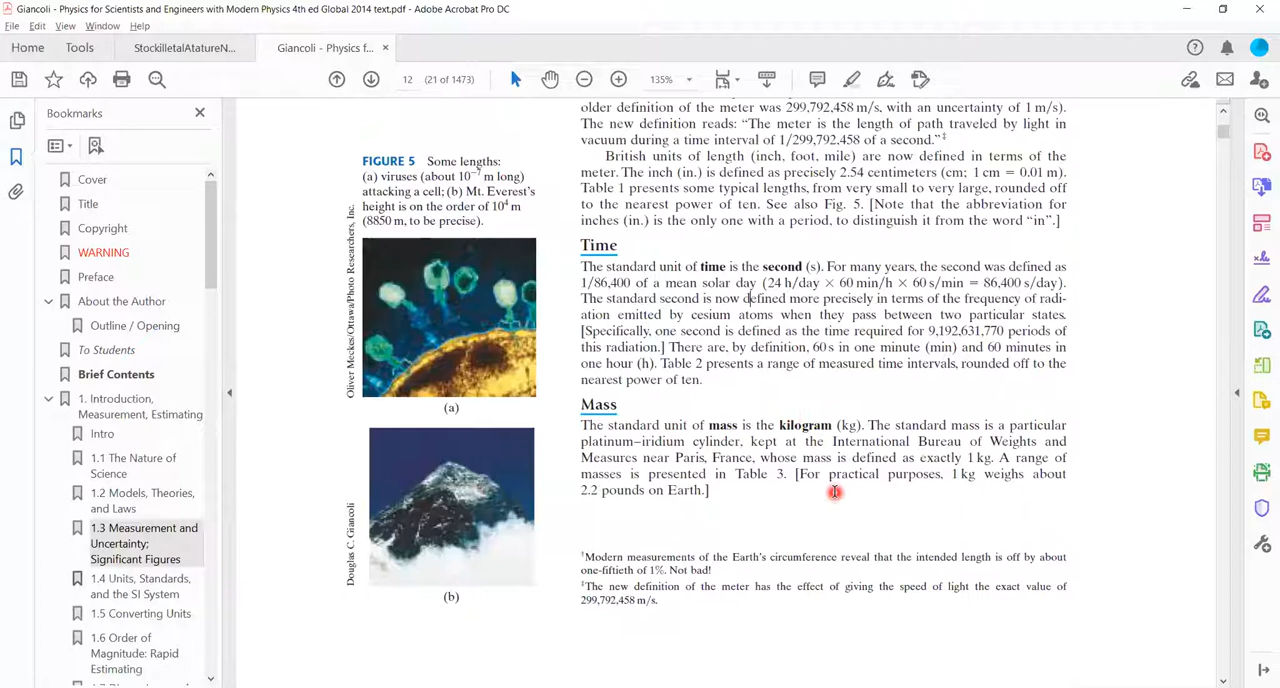 Giancoli - Physics for Scientists and Engineers with Modern Physics 4th ed Global 2014 text.pdf - Adobe Acrobat Pro DC
File Edit View Window Help
Home Tools StockilletalAtatureN... Giancoli - Physics f... ×
12 (21 of 1473) 135%
Bookmarks
Cover
Title
Copyright
WARNING
Preface
About the Author
Outline / Opening
To Students
Brief Contents
1. Introduction,
Measurement, Estimating
Intro
1.1 The Nature of
Science
1.2 Models, Theories,
and Laws
1.3 Measurement and
Uncertainty;
Significant Figures
1.4 Units, Standards,
and the SI System
1.5 Converting Units
1.6 Order of
Magnitude: Rapid
Estimating
FIGURE 5 Some lengths:
(a) viruses (about 10⁻⁷ m long)
attacking a cell; (b) Mt. Everest's
height is on the order of 10⁴ m
(8850 m, to be precise).
Oliver Meckes/Ottawa/Photo Researchers, Inc.
(a)
Douglas C. Giancoli
(b)
older definition of the meter was 299,792,458 m/s, with an uncertainty of 1 m/s).
The new definition reads: “The meter is the length of path traveled by light in
vacuum during a time interval of 1/299,792,458 of a second.”‡
British units of length (inch, foot, mile) are now defined in terms of the
meter. The inch (in.) is defined as precisely 2.54 centimeters (cm; 1 cm = 0.01 m).
Table 1 presents some typical lengths, from very small to very large, rounded off
to the nearest power of ten. See also Fig. 5. [Note that the abbreviation for
inches (in.) is the only one with a period, to distinguish it from the word “in”.]
Time
The standard unit of time is the second (s). For many years, the second was defined as
1/86,400 of a mean solar day (24 h/day × 60 min/h × 60 s/min = 86,400 s/day).
The standard second is now defined more precisely in terms of the frequency of radi-
ation emitted by cesium atoms when they pass between two particular states.
[Specifically, one second is defined as the time required for 9,192,631,770 periods of
this radiation.] There are, by definition, 60 s in one minute (min) and 60 minutes in
one hour (h). Table 2 presents a range of measured time intervals, rounded off to the
nearest power of ten.
Mass
The standard unit of mass is the kilogram (kg). The standard mass is a particular
platinum–iridium cylinder, kept at the International Bureau of Weights and
Measures near Paris, France, whose mass is defined as exactly 1 kg. A range of
masses is presented in Table 3. [For practical purposes, 1 kg weighs about
2.2 pounds on Earth.]
†Modern measurements of the Earth's circumference reveal that the intended length is off by about
one-fiftieth of 1%. Not bad!
‡The new definition of the meter has the effect of giving the speed of light the exact value of
299,792,458 m/s.